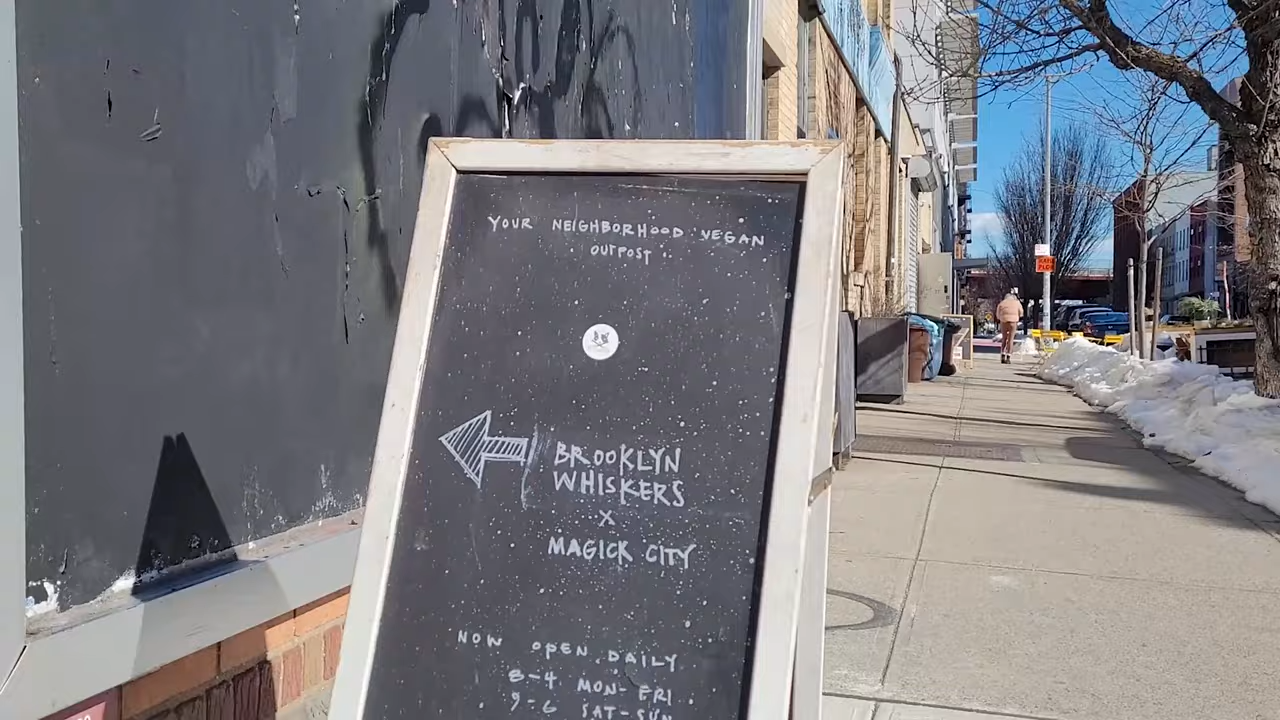 YOUR NEIGHBORHOOD VEGAN
OUTPOST
BROOKLYN
WHISKERS
X
MAGICK CITY
NOW OPEN DAILY
8-4 MON-FRI
9-6 SAT-SUN